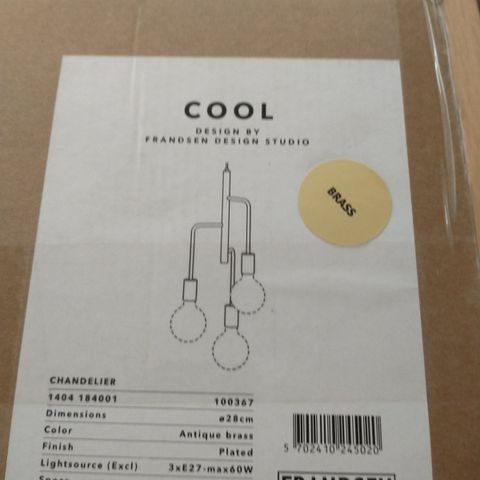 COOL
DESIGN BY
FRANDSEN DESIGN STUDIO
BRASS
CHANDELIER
1404 184001 100367
Dimensions ø28cm
Color Antique brass
Finish Plated
Lightsource (Excl) 3xE27-max60W
5 702410 245020
FRANDSEN